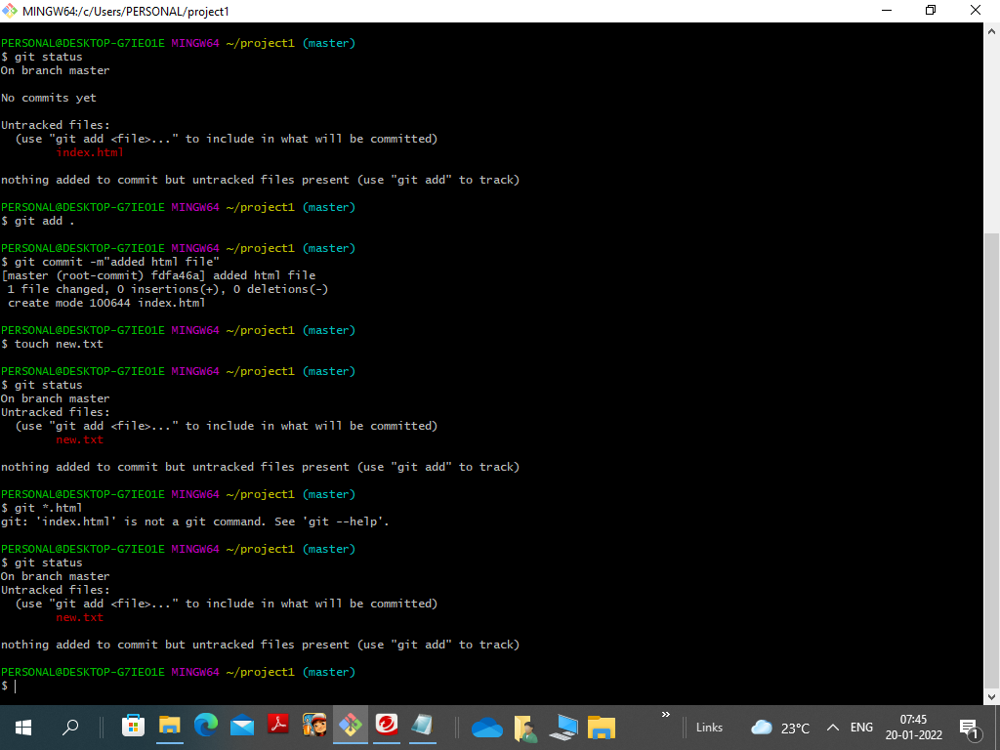 MINGW64:/c/Users/PERSONAL/project1
PERSONAL@DESKTOP-G7IEO1E MINGW64 ~/project1 (master)
$ git status
On branch master
No commits yet
Untracked files:
  (use "git add <file>..." to include in what will be committed)
        index.html
nothing added to commit but untracked files present (use "git add" to track)
PERSONAL@DESKTOP-G7IEO1E MINGW64 ~/project1 (master)
$ git add .
PERSONAL@DESKTOP-G7IEO1E MINGW64 ~/project1 (master)
$ git commit -m"added html file"
[master (root-commit) fdfa46a] added html file
 1 file changed, 0 insertions(+), 0 deletions(-)
 create mode 100644 index.html
PERSONAL@DESKTOP-G7IEO1E MINGW64 ~/project1 (master)
$ touch new.txt
PERSONAL@DESKTOP-G7IEO1E MINGW64 ~/project1 (master)
$ git status
On branch master
Untracked files:
  (use "git add <file>..." to include in what will be committed)
        new.txt
nothing added to commit but untracked files present (use "git add" to track)
PERSONAL@DESKTOP-G7IEO1E MINGW64 ~/project1 (master)
$ git *.html
git: 'index.html' is not a git command. See 'git --help'.
PERSONAL@DESKTOP-G7IEO1E MINGW64 ~/project1 (master)
$ git status
On branch master
Untracked files:
  (use "git add <file>..." to include in what will be committed)
        new.txt
nothing added to commit but untracked files present (use "git add" to track)
PERSONAL@DESKTOP-G7IEO1E MINGW64 ~/project1 (master)
$
Links
23°C
ENG
07:45
20-01-2022
1